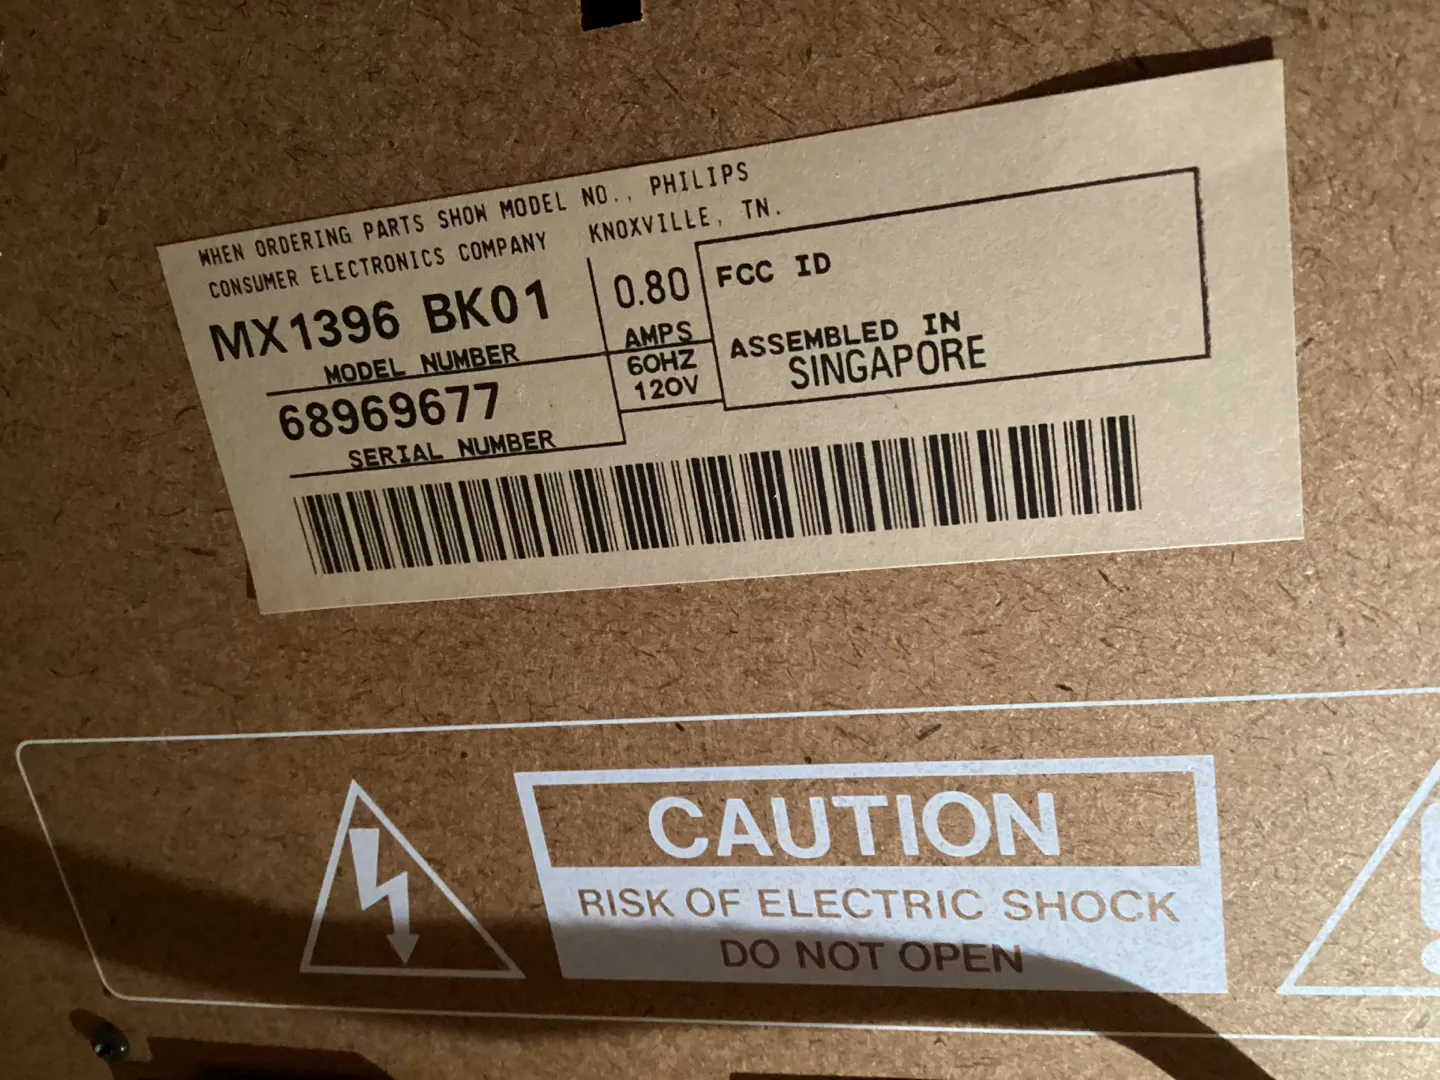 WHEN ORDERING PARTS SHOW MODEL NO., PHILIPS
CONSUMER ELECTRONICS COMPANY KNOXVILLE, TN.
MX1396 BK01
MODEL NUMBER
68969677
SERIAL NUMBER
0.80
AMPS
60HZ
120V
FCC ID
ASSEMBLED IN
SINGAPORE
CAUTION
RISK OF ELECTRIC SHOCK
DO NOT OPEN